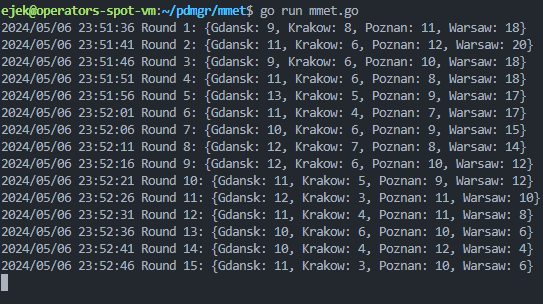 ejek@operators-spot-vm:~/pdmgr/mmet$ go run mmet.go
2024/05/06 23:51:36 Round 1: {Gdansk: 9, Krakow: 8, Poznan: 11, Warsaw: 18}
2024/05/06 23:51:41 Round 2: {Gdansk: 11, Krakow: 6, Poznan: 12, Warsaw: 20}
2024/05/06 23:51:46 Round 3: {Gdansk: 9, Krakow: 6, Poznan: 10, Warsaw: 18}
2024/05/06 23:51:51 Round 4: {Gdansk: 11, Krakow: 6, Poznan: 8, Warsaw: 18}
2024/05/06 23:51:56 Round 5: {Gdansk: 13, Krakow: 5, Poznan: 9, Warsaw: 17}
2024/05/06 23:52:01 Round 6: {Gdansk: 11, Krakow: 4, Poznan: 7, Warsaw: 17}
2024/05/06 23:52:06 Round 7: {Gdansk: 10, Krakow: 6, Poznan: 9, Warsaw: 15}
2024/05/06 23:52:11 Round 8: {Gdansk: 12, Krakow: 7, Poznan: 8, Warsaw: 14}
2024/05/06 23:52:16 Round 9: {Gdansk: 12, Krakow: 6, Poznan: 10, Warsaw: 12}
2024/05/06 23:52:21 Round 10: {Gdansk: 11, Krakow: 5, Poznan: 9, Warsaw: 12}
2024/05/06 23:52:26 Round 11: {Gdansk: 12, Krakow: 3, Poznan: 11, Warsaw: 10}
2024/05/06 23:52:31 Round 12: {Gdansk: 11, Krakow: 4, Poznan: 11, Warsaw: 8}
2024/05/06 23:52:36 Round 13: {Gdansk: 10, Krakow: 6, Poznan: 10, Warsaw: 6}
2024/05/06 23:52:41 Round 14: {Gdansk: 10, Krakow: 4, Poznan: 12, Warsaw: 4}
2024/05/06 23:52:46 Round 15: {Gdansk: 11, Krakow: 3, Poznan: 10, Warsaw: 6}